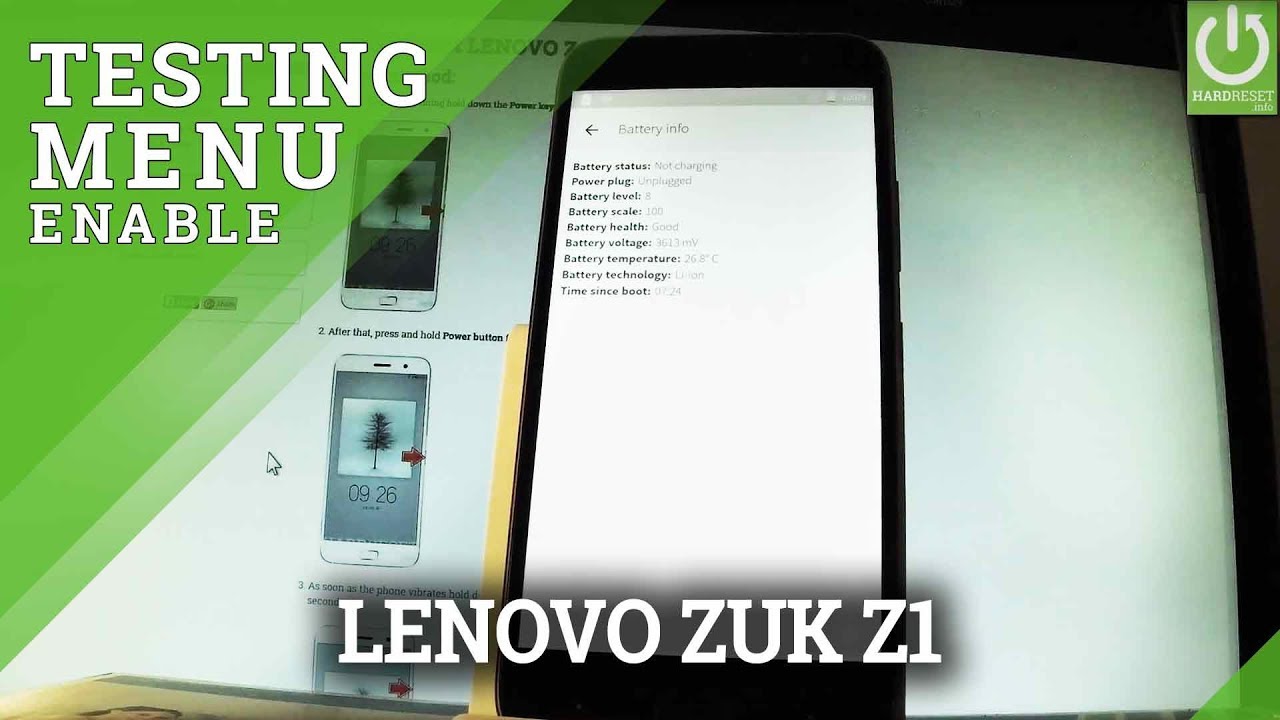 TESTING
MENU
ENABLE
HARDRESET
.info
LENOVO Z
hold down the Power key
09 26
2. After that, press and hold Power button
09 26
3. As soon as the phone vibrates hold
Battery info
Battery status: Not charging
Power plug: Unplugged
Battery level: 8
Battery scale: 100
Battery health: Good
Battery voltage: 3613 mV
Battery temperature: 26.8° C
Battery technology: Li-ion
Time since boot: 07:24
LENOVO ZUK Z1